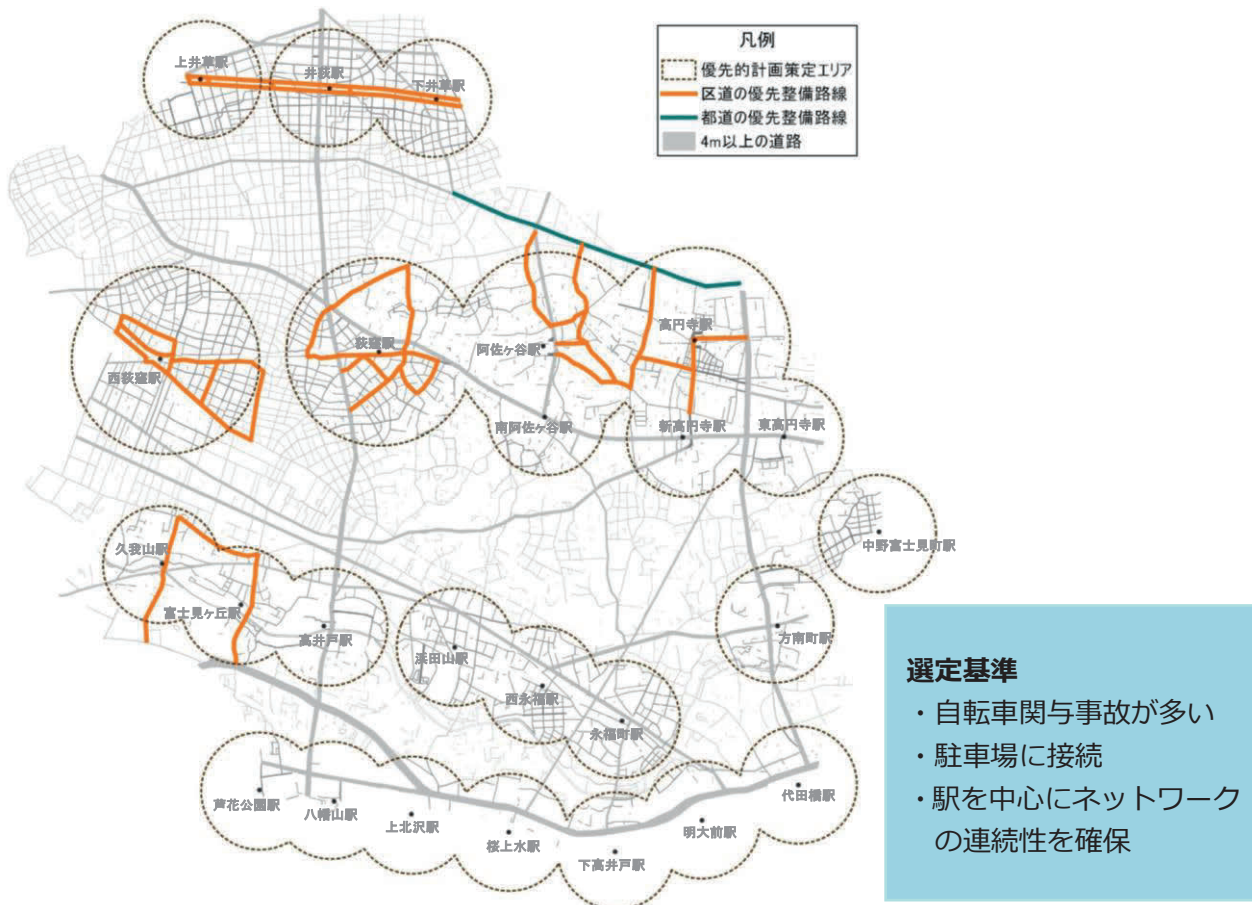 凡例
優先的計画策定エリア
区道の優先整備路線
都道の優先整備路線
4m以上の道路
上井草駅
井荻駅
下井草駅
高円寺駅
荻窪駅
阿佐ヶ谷駅
西荻窪駅
南阿佐ヶ谷駅
新高円寺駅
東高円寺駅
中野富士見町駅
久我山駅
富士見ヶ丘駅
高井戸駅
浜田山駅
方南町駅
西永福駅
永福町駅
芦花公園駅
八幡山駅
上北沢駅
桜上水駅
下高井戸駅
明大前駅
代田橋駅
選定基準
・自転車関与事故が多い
・駐車場に接続
・駅を中心にネットワーク
の連続性を確保